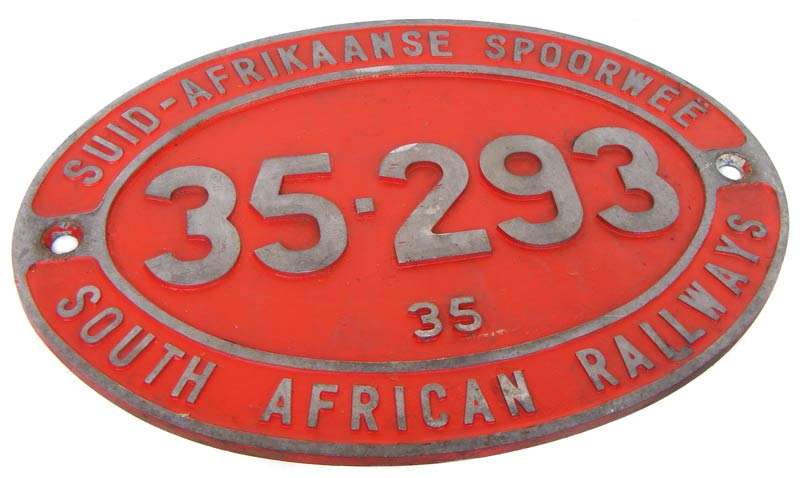 SUID-AFRIKAANSE SPOORWEË
35·293
35
SOUTH AFRICAN RAILWAYS